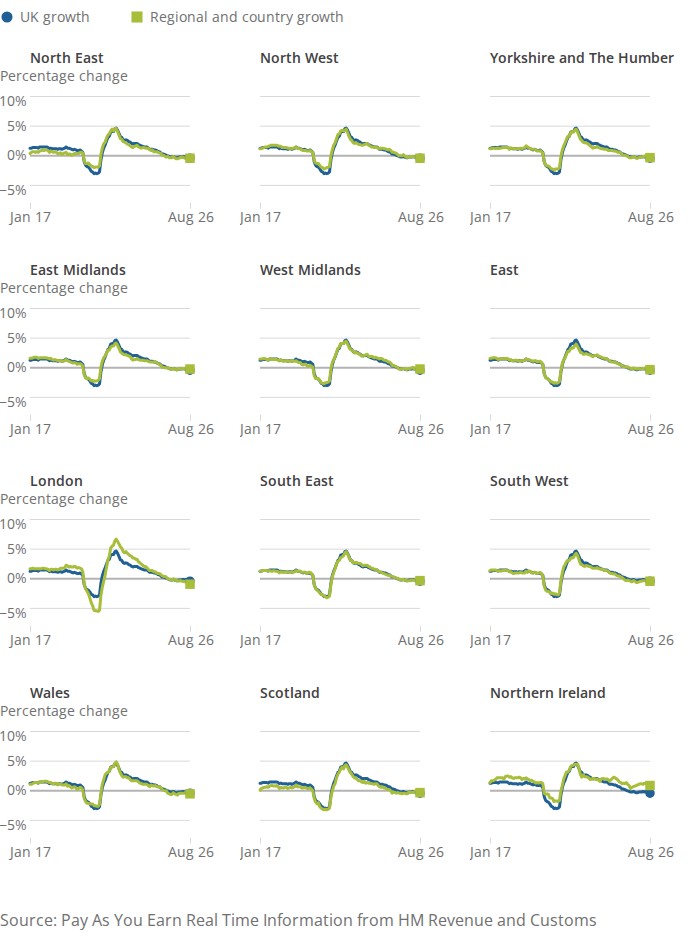 UK growth Regional and country growth
North East North West Yorkshire and The Humber
Percentage change
10%
5%
0%
−5%
Jan 17 Aug 26 Jan 17 Aug 26 Jan 17 Aug 26
East Midlands West Midlands East
Percentage change
10%
5%
0%
−5%
Jan 17 Aug 26 Jan 17 Aug 26 Jan 17 Aug 26
London South East South West
Percentage change
10%
5%
0%
−5%
Jan 17 Aug 26 Jan 17 Aug 26 Jan 17 Aug 26
Wales Scotland Northern Ireland
Percentage change
10%
5%
0%
−5%
Jan 17 Aug 26 Jan 17 Aug 26 Jan 17 Aug 26
Source: Pay As You Earn Real Time Information from HM Revenue and Customs